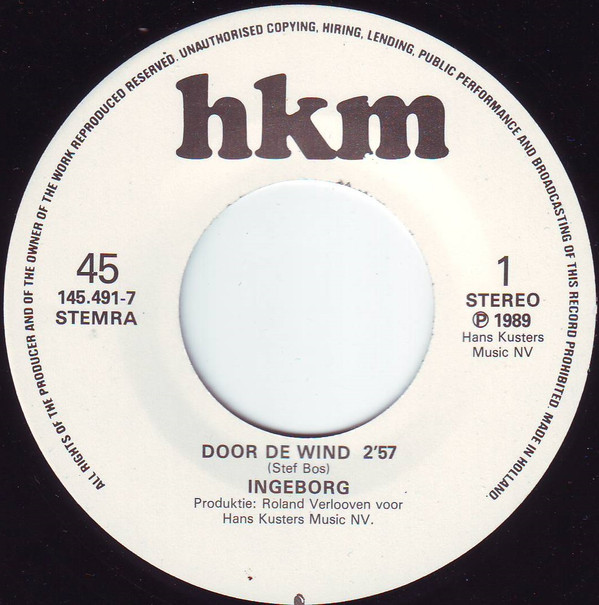 ALL RIGHTS OF THE PRODUCER AND OF THE OWNER OF THE WORK REPRODUCED RESERVED. UNAUTHORISED COPYING, HIRING, LENDING, PUBLIC PERFORMANCE AND BROADCASTING OF THIS RECORD PROHIBITED. MADE IN HOLLAND.
hkm
45
145.491-7
STEMRA
1
STEREO
℗ 1989
Hans Kusters
Music NV
DOOR DE WIND 2'57
(Stef Bos)
INGEBORG
Produktie: Roland Verlooven voor
Hans Kusters Music NV.